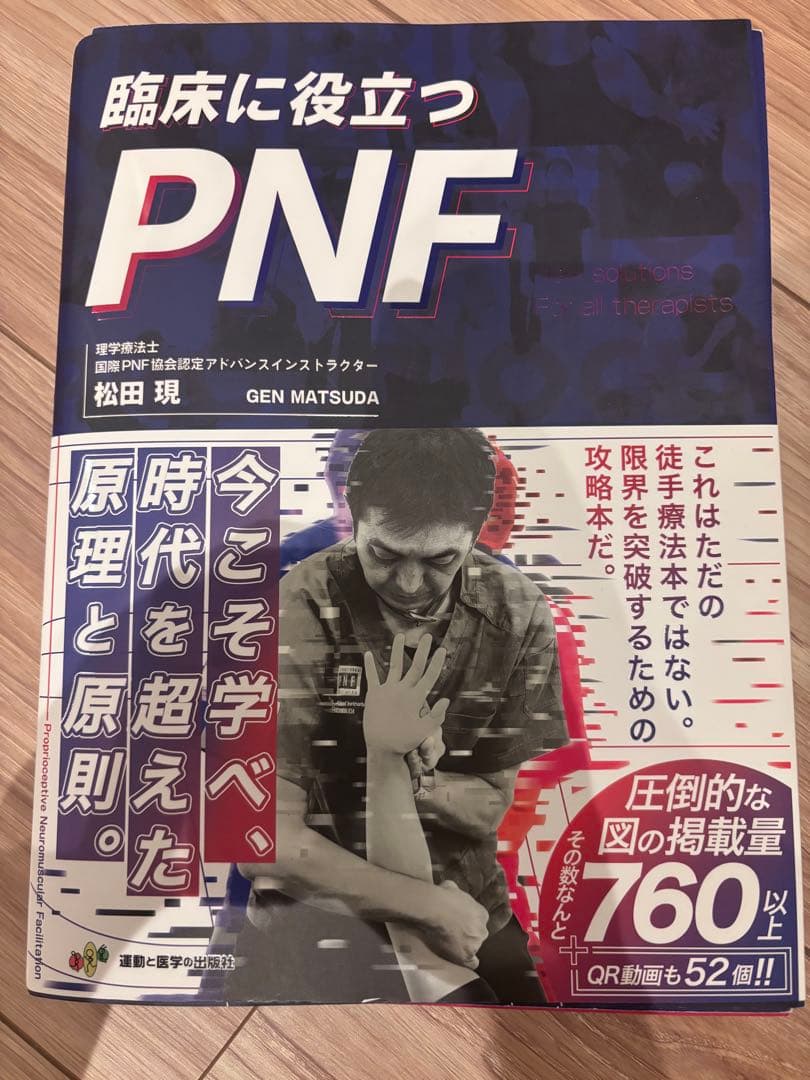 臨床に役立つ
PNF
solutions
For all therapists
理学療法士
国際PNF協会認定アドバンスインストラクター
松田 現 GEN MATSUDA
これはただの
徒手療法本ではない。
限界を突破するための
攻略本だ。
今こそ学べ、
時代を超えた
原理と原則。
PNF
圧倒的な
図の掲載量
その数なんと
760以上
+
QR動画も52個!!
Proprioceptive Neuromuscular Facilitation
運動と医学の出版社